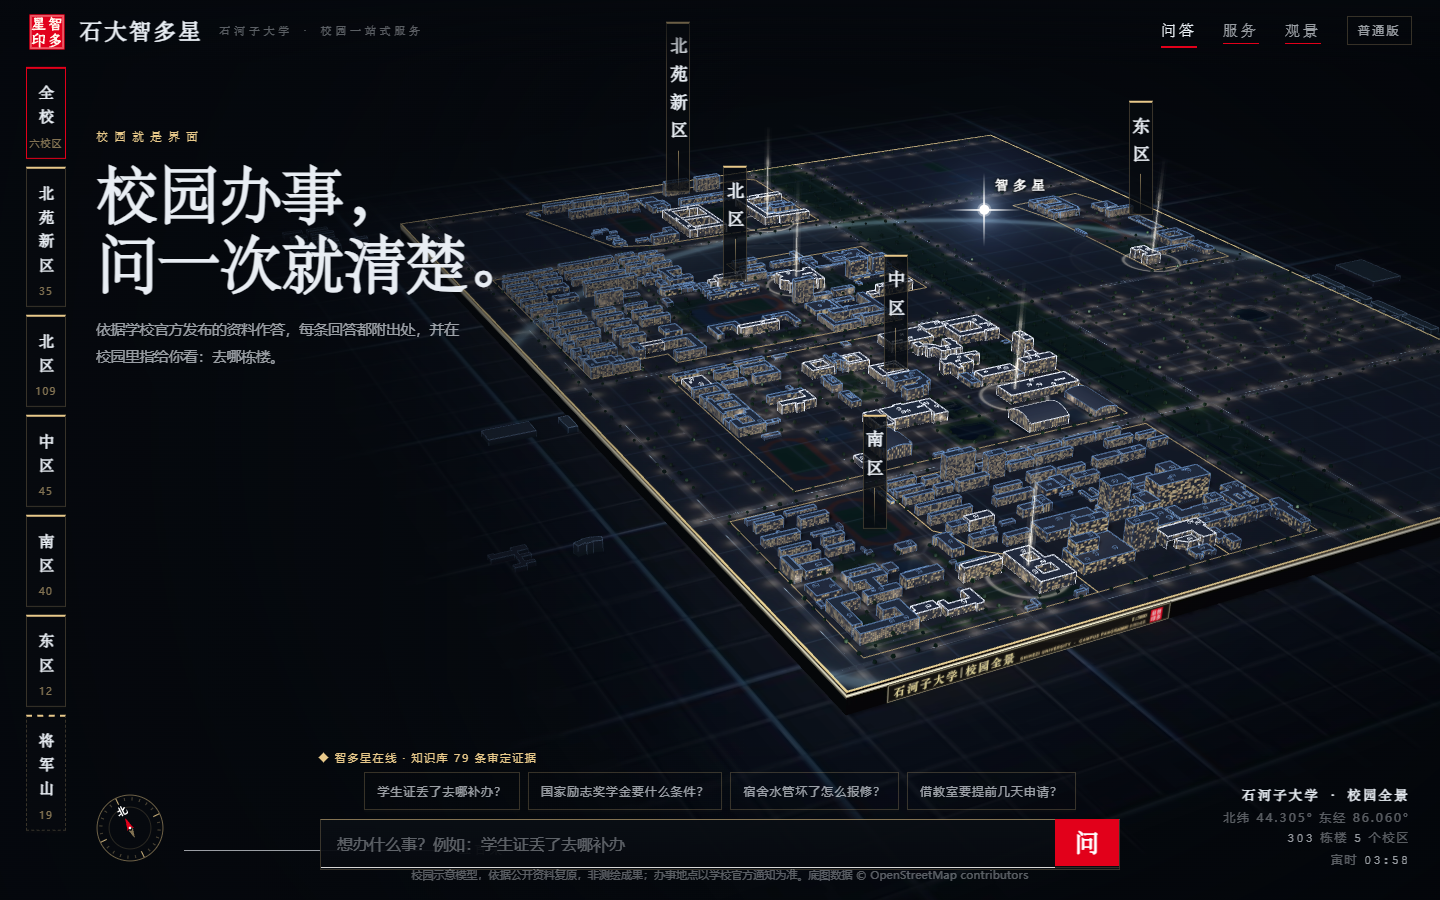 智多星印
石大智多星
石河子大学 · 校园一站式服务
问答
服务
观景
普通版
全校
六校区
北苑新区
35
北区
109
中区
45
南区
40
东区
12
将军山
19
校园就是界面
校园办事，
问一次就清楚。
依据学校官方发布的资料作答，每条回答都附出处，并在
校园里指给你看：去哪栋楼。
北苑新区
北区
中区
南区
东区
智多星
石河子大学 | 校园全景
北
◆ 智多星在线 · 知识库 79 条审定证据
学生证丢了去哪补办？
国家励志奖学金要什么条件？
宿舍水管坏了怎么报修？
借教室要提前几天申请？
想办什么事？例如：学生证丢了去哪补办
问
校园示意模型，依据公开资料复原，非测绘成果；办事地点以学校官方通知为准。底图数据 © OpenStreetMap contributors
石河子大学 · 校园全景
北纬 44.305° 东经 86.060°
303 栋楼 5 个校区
寅时 03:58